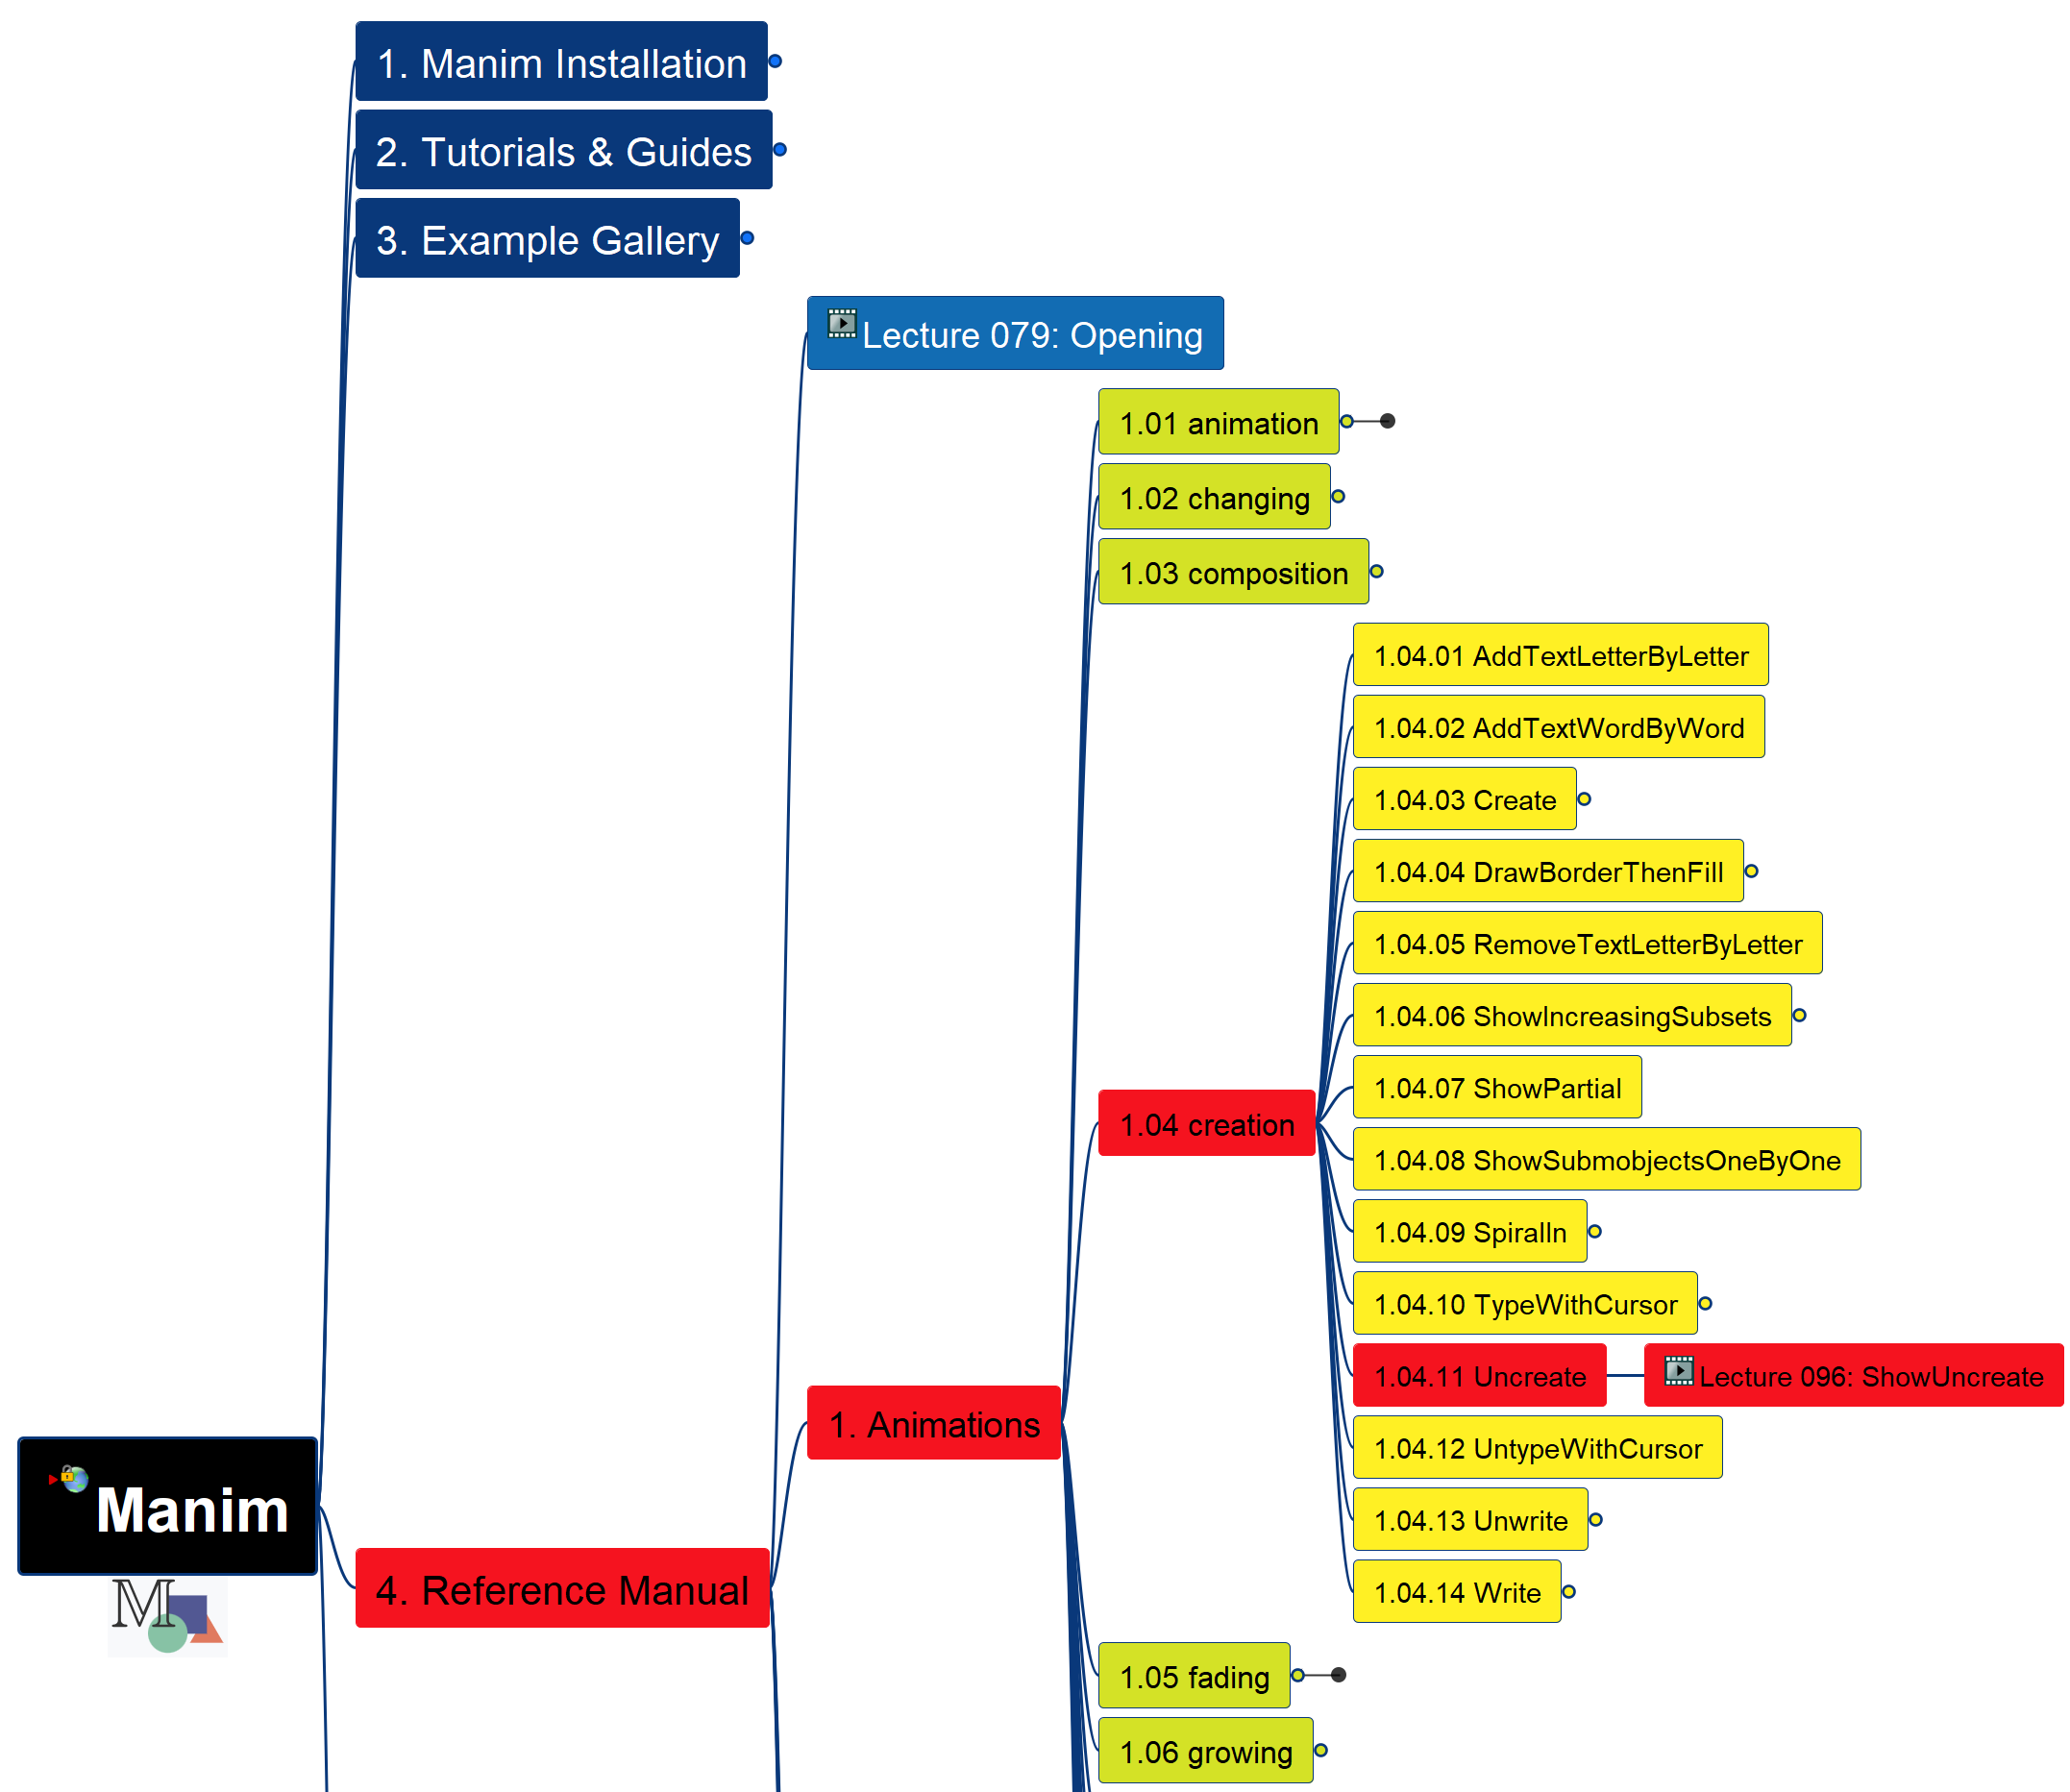 1. Manim Installation
2. Tutorials & Guides
3. Example Gallery
Lecture 079: Opening
1.01 animation
1.02 changing
1.03 composition
1.04.01 AddTextLetterByLetter
1.04.02 AddTextWordByWord
1.04.03 Create
1.04.04 DrawBorderThenFill
1.04.05 RemoveTextLetterByLetter
1.04.06 ShowIncreasingSubsets
1.04.07 ShowPartial
1.04 creation
1.04.08 ShowSubmobjectsOneByOne
1.04.09 SpiralIn
1.04.10 TypeWithCursor
1.04.11 Uncreate
Lecture 096: ShowUncreate
1. Animations
1.04.12 UntypeWithCursor
Manim
1.04.13 Unwrite
4. Reference Manual
1.04.14 Write
M
1.05 fading
1.06 growing